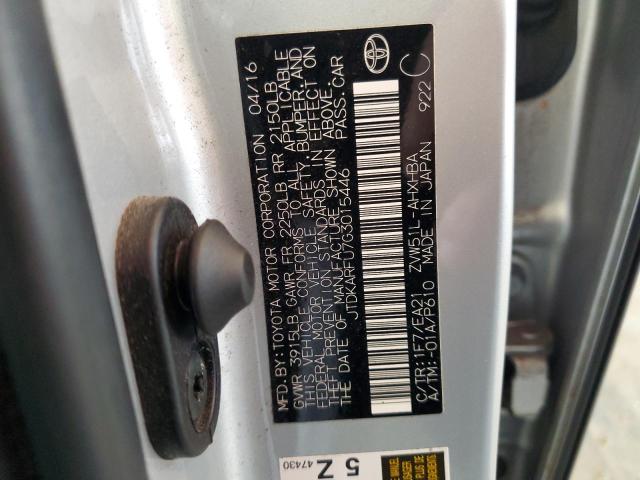 MFD.BY:TOYOTA MOTOR CORPORATION 04/16
GVWR 3915LB GAWR FR 2250LB RR 2150LB
THIS VEHICLE CONFORMS TO ALL APPLICABLE
FEDERAL MOTOR VEHICLE SAFETY, BUMPER,AND
THEFT PREVENTION STANDARDS IN EFFECT ON
THE DATE OF MANUFACTURE SHOWN ABOVE.
JTDKARFU7G3015446 PASS.CAR
C/TR:1F7/EA21 ZVW51L-AHXHBA
A/TM:-01A/P610 MADE IN JAPAN 922 C
5 Z
47430